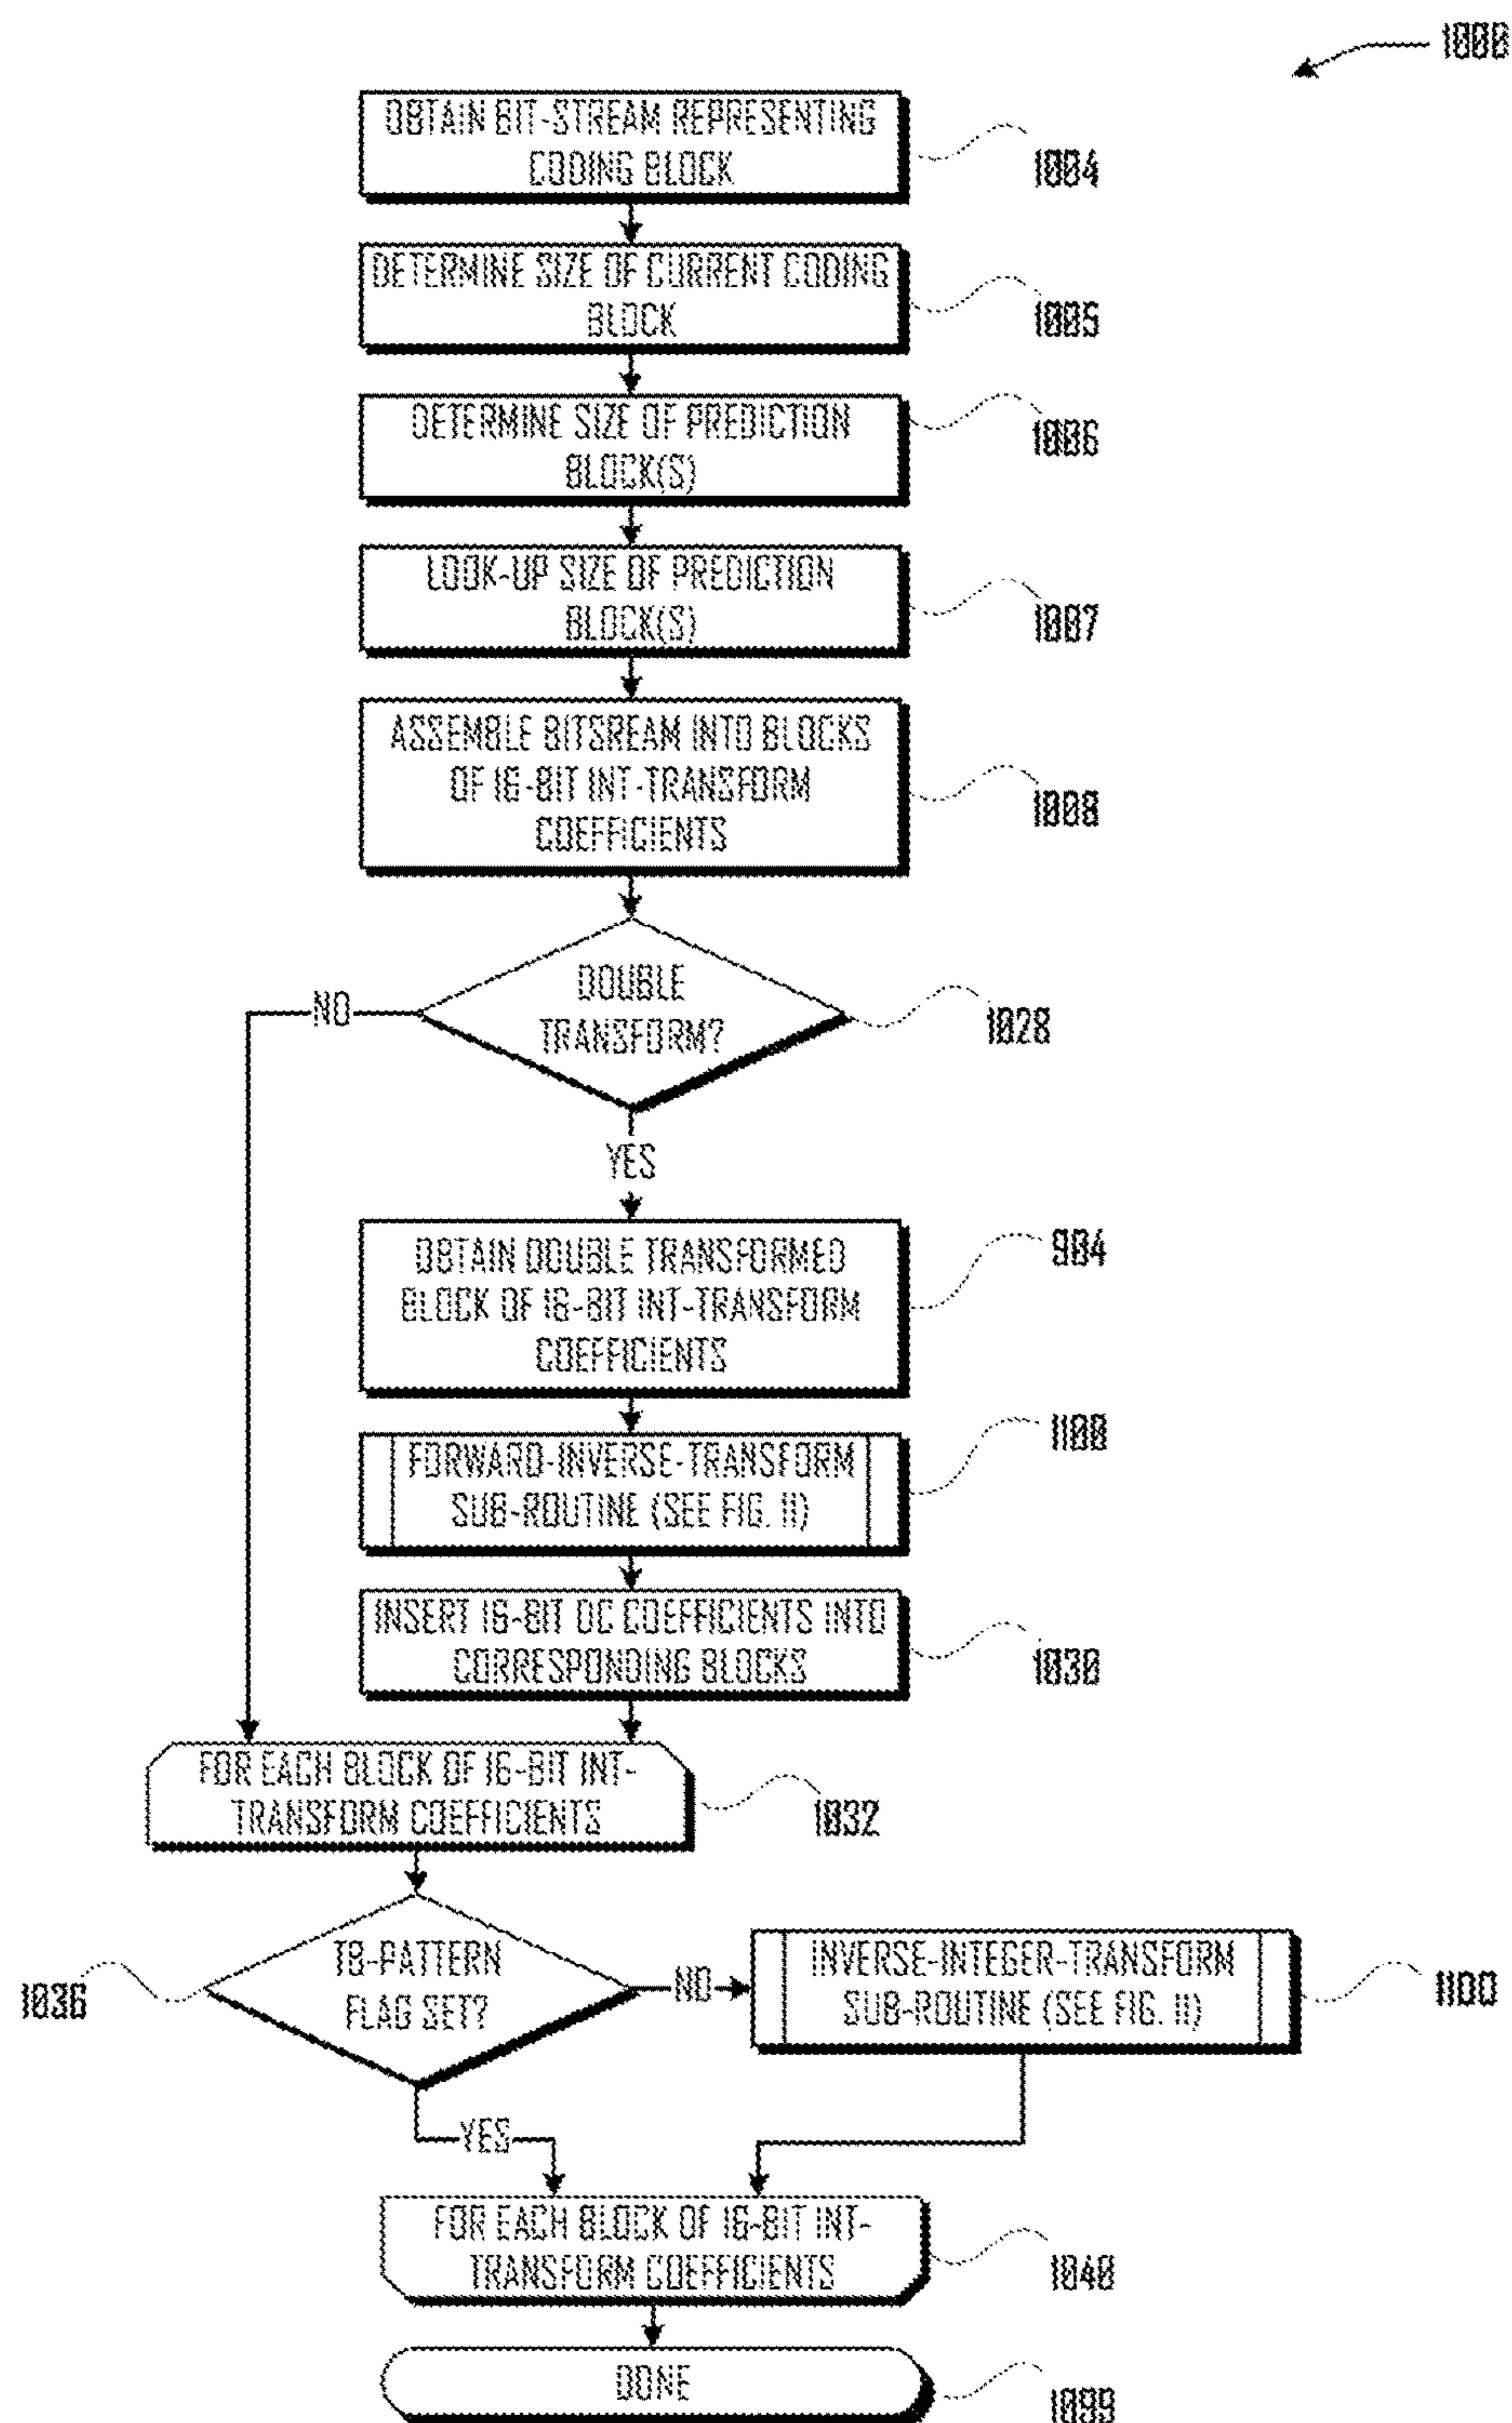 1000
OBTAIN BIT-STREAM REPRESENTING
CODING BLOCK
1004
DETERMINE SIZE OF CURRENT CODING
BLOCK
1005
DETERMINE SIZE OF PREDICTION
BLOCK(S)
1006
LOOK-UP SIZE OF PREDICTION
BLOCK(S)
1007
ASSEMBLE BITSREAM INTO BLOCKS
OF 16-BIT INT-TRANSFORM
COEFFICIENTS
1008
DOUBLE
TRANSFORM?
NO
1028
YES
OBTAIN DOUBLE TRANSFORMED
BLOCK OF 16-BIT INT-TRANSFORM
COEFFICIENTS
904
FORWARD-INVERSE-TRANSFORM
SUB-ROUTINE (SEE FIG. 11)
1100
INSERT 16-BIT DC COEFFICIENTS INTO
CORRESPONDING BLOCKS
1030
FOR EACH BLOCK OF 16-BIT INT-
TRANSFORM COEFFICIENTS
1032
TB-PATTERN
FLAG SET?
1036
NO
INVERSE-INTEGER-TRANSFORM
SUB-ROUTINE (SEE FIG. 11)
1100
YES
FOR EACH BLOCK OF 16-BIT INT-
TRANSFORM COEFFICIENTS
1040
DONE
1099